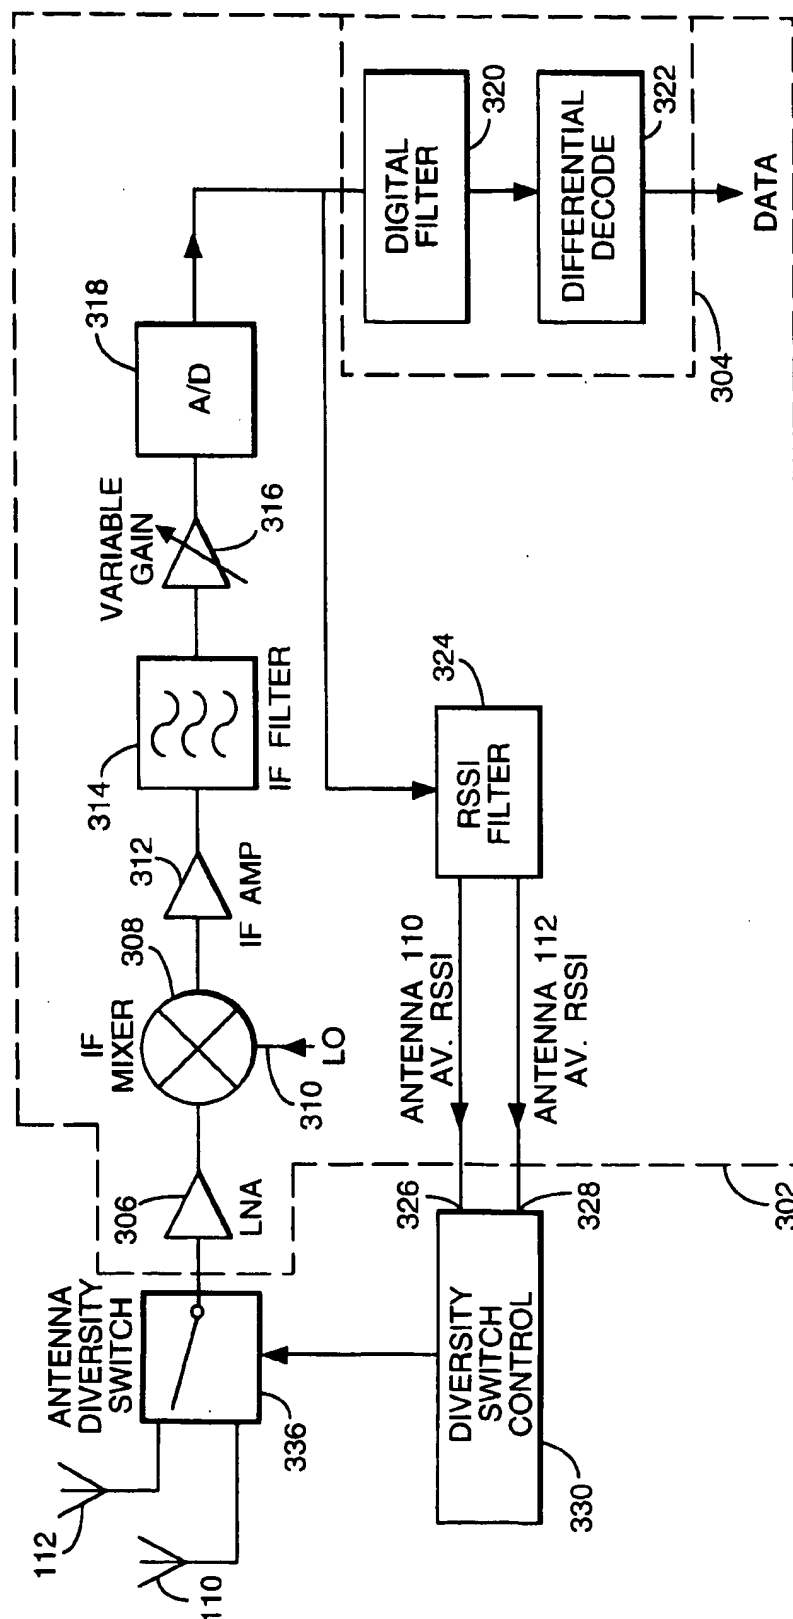 112
110
ANTENNA
DIVERSITY
SWITCH
336
306
LNA
IF
MIXER
308
310
LO
312
IF AMP
314
IF FILTER
VARIABLE
GAIN
316
318
A/D
DIGITAL
FILTER
320
DIFFERENTIAL
DECODE
322
304
DATA
RSSI
FILTER
324
ANTENNA 110
AV. RSSI
ANTENNA 112
AV. RSSI
326
328
302
DIVERSITY
SWITCH
CONTROL
330